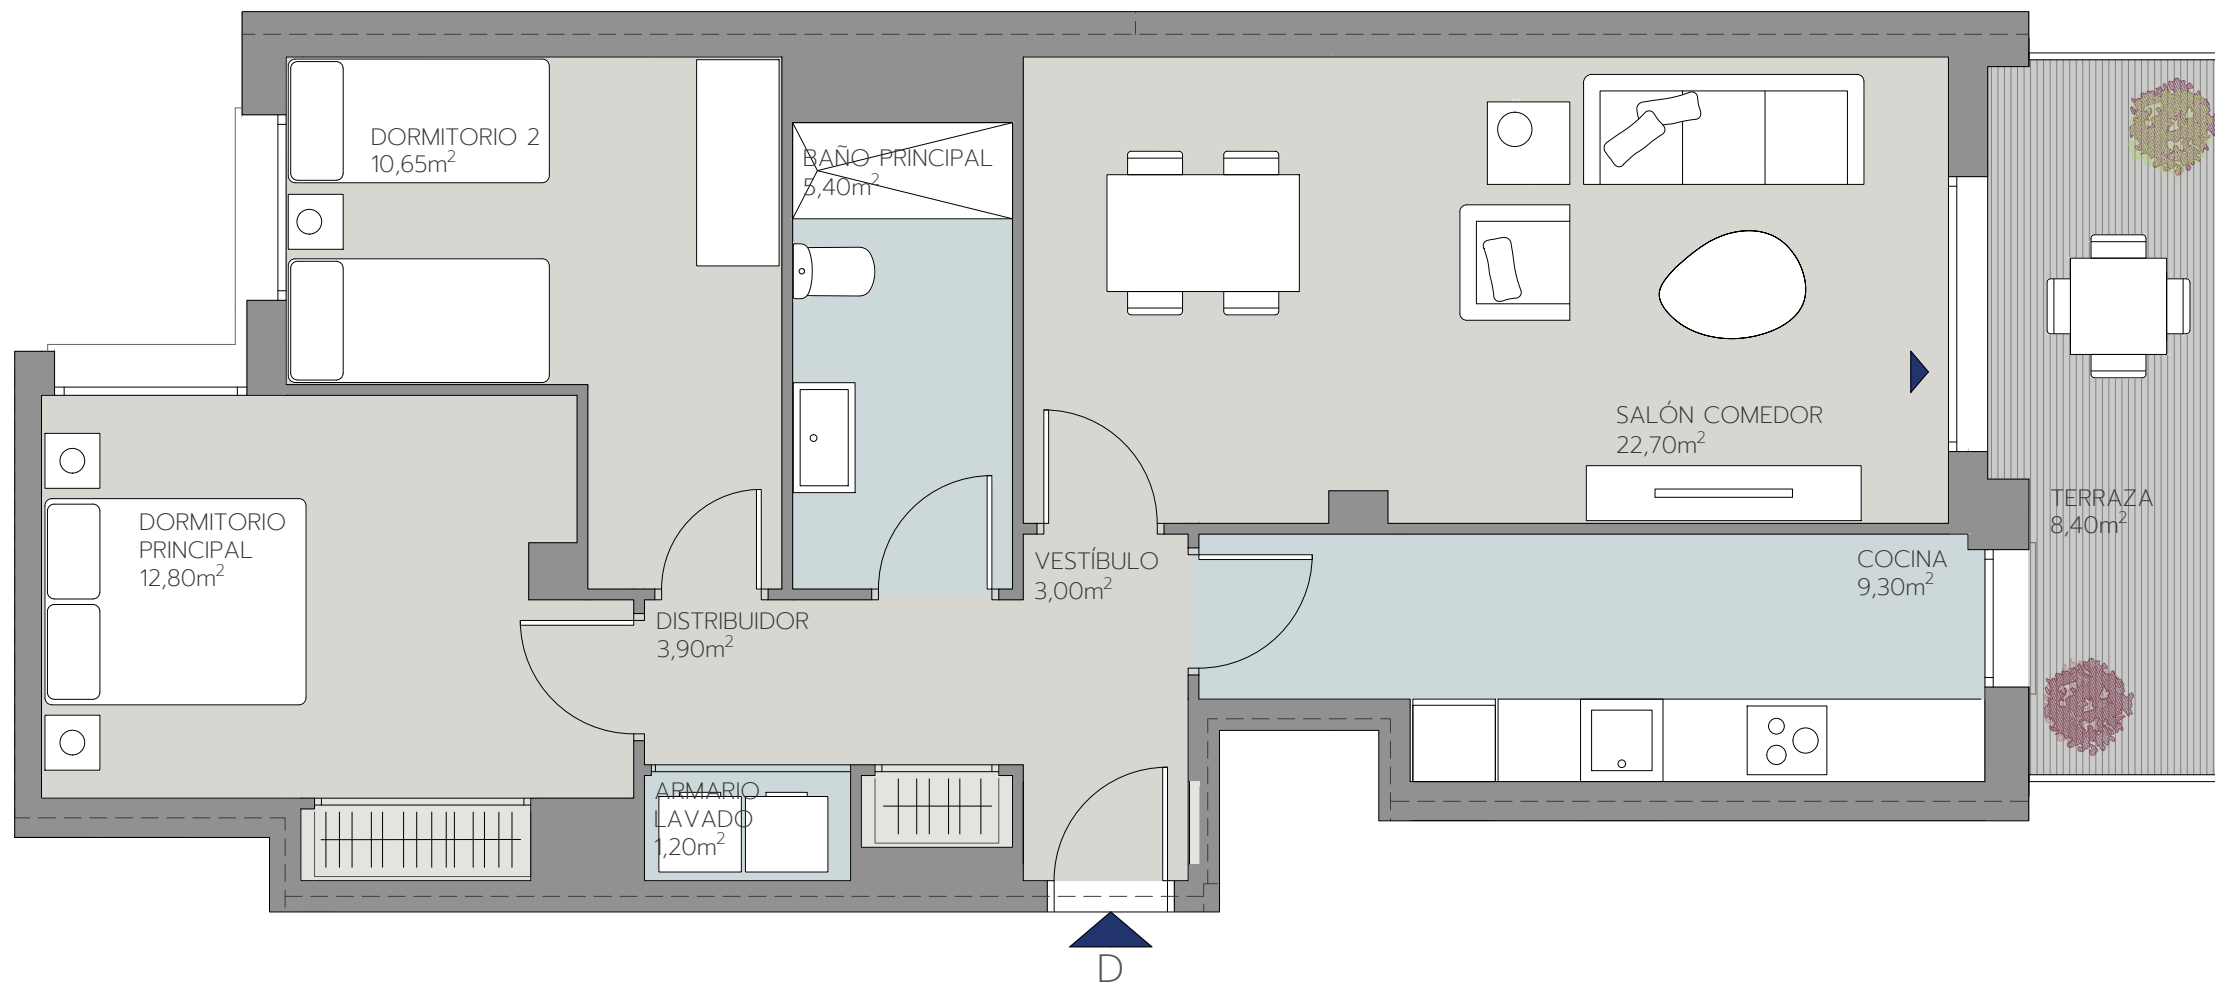 DORMITORIO 2
10,65m²
BAÑO PRINCIPAL
5,40m²
SALÓN COMEDOR
22,70m²
TERRAZA
8,40m²
DORMITORIO
PRINCIPAL
12,80m²
VESTÍBULO
3,00m²
COCINA
9,30m²
DISTRIBUIDOR
3,90m²
ARMARIO
LAVADO
1,20m²
D